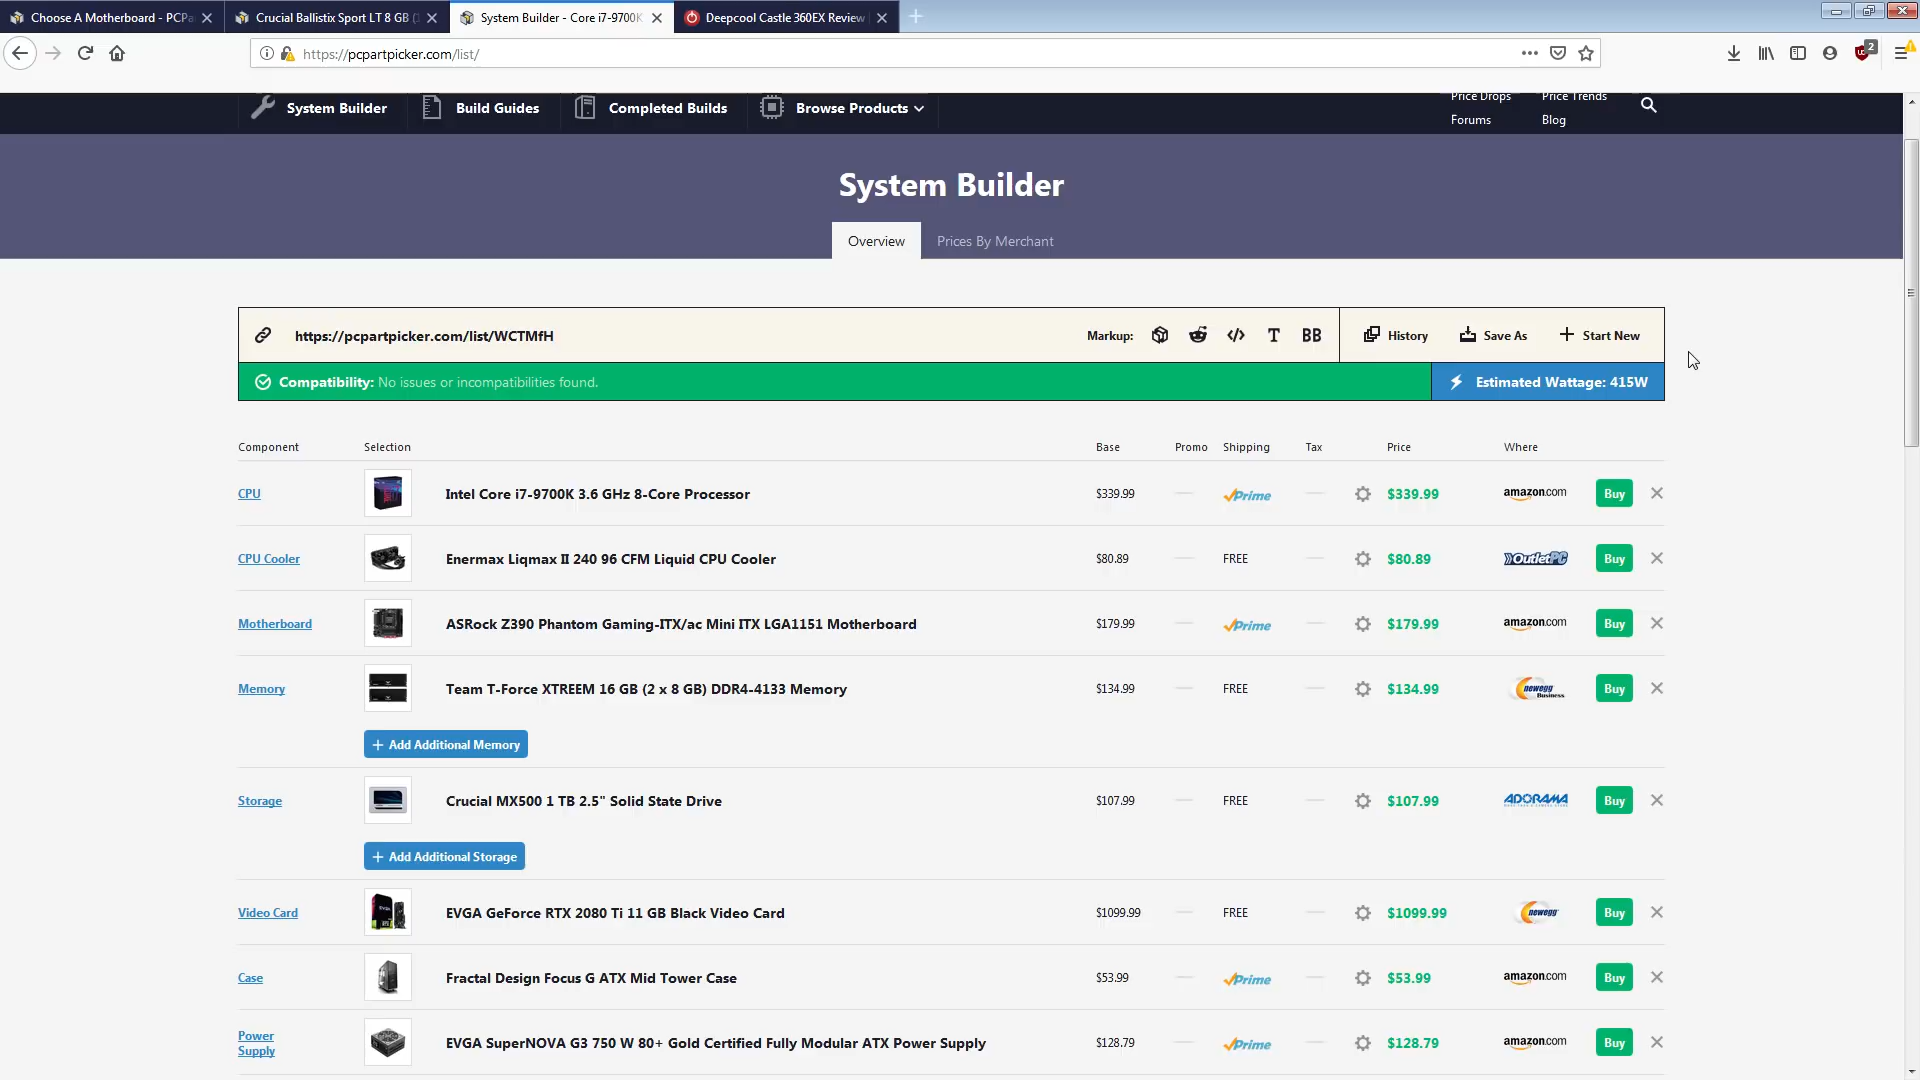 Choose A Motherboard - PCPa
Crucial Ballistix Sport LT 8 GB (1
System Builder - Core i7-9700K
Deepcool Castle 360EX Review
https://pcpartpicker.com/list/
2
System Builder
Build Guides
Completed Builds
Browse Products
Price Drops
Price Trends
Forums
Blog
System Builder
Overview
Prices By Merchant
https://pcpartpicker.com/list/WCTMfH
Markup:
T
BB
History
Save As
Start New
Compatibility: No issues or incompatibilities found.
Estimated Wattage: 415W
Component Selection Base Promo Shipping Tax Price Where
CPU Intel Core i7-9700K 3.6 GHz 8-Core Processor $339.99 Prime $339.99 amazon.com Buy
CPU Cooler Enermax Liqmax II 240 96 CFM Liquid CPU Cooler $80.89 FREE $80.89 OutletPC Buy
Motherboard ASRock Z390 Phantom Gaming-ITX/ac Mini ITX LGA1151 Motherboard $179.99 Prime $179.99 amazon.com Buy
Memory Team T-Force XTREEM 16 GB (2 x 8 GB) DDR4-4133 Memory $134.99 FREE $134.99 newegg Business Buy
+ Add Additional Memory
Storage Crucial MX500 1 TB 2.5" Solid State Drive $107.99 FREE $107.99 ADORAMA Buy
+ Add Additional Storage
Video Card EVGA GeForce RTX 2080 Ti 11 GB Black Video Card $1099.99 FREE $1099.99 newegg Buy
Case Fractal Design Focus G ATX Mid Tower Case $53.99 Prime $53.99 amazon.com Buy
Power Supply EVGA SuperNOVA G3 750 W 80+ Gold Certified Fully Modular ATX Power Supply $128.79 Prime $128.79 amazon.com Buy